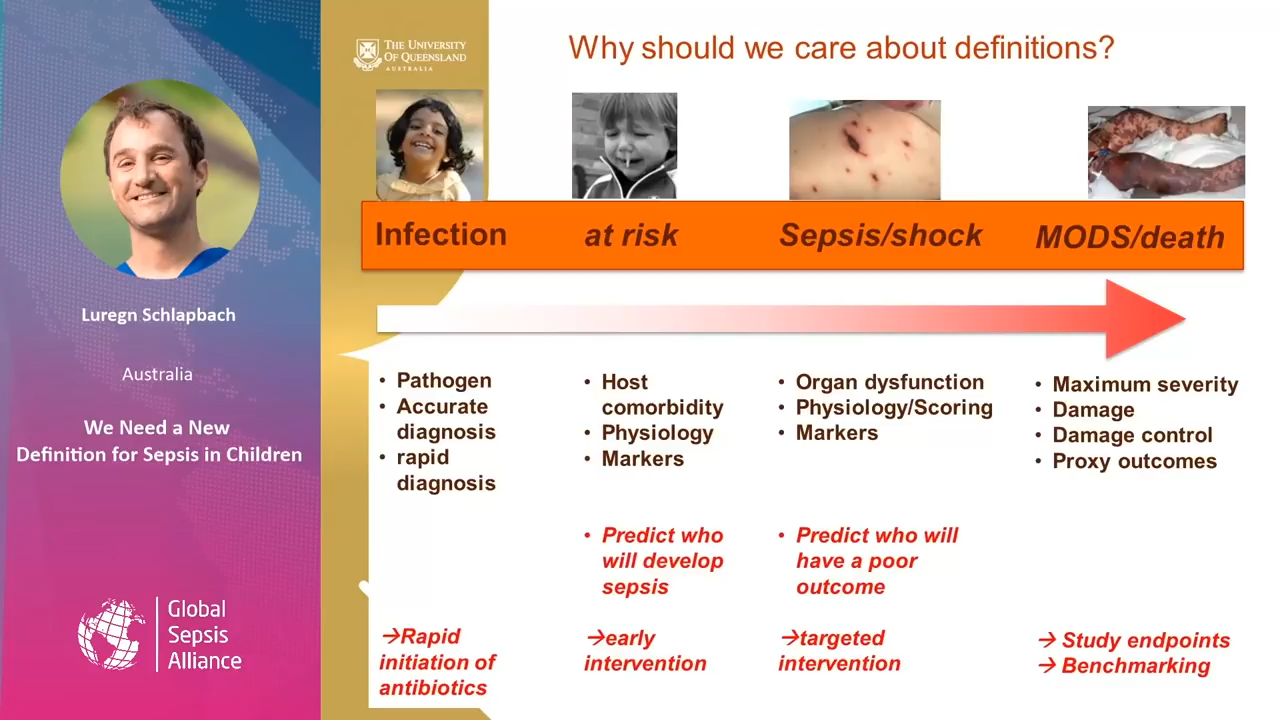 THE UNIVERSITY
OF QUEENSLAND
AUSTRALIA
Why should we care about definitions?
Luregn Schlapbach
Australia
We Need a New
Definition for Sepsis in Children
Global
Sepsis
Alliance
Infection
at risk
Sepsis/shock
MODS/death
• Pathogen
• Accurate
diagnosis
• rapid
diagnosis
→Rapid
initiation of
antibiotics
• Host
comorbidity
• Physiology
• Markers
• Predict who
will develop
sepsis
→early
intervention
• Organ dysfunction
• Physiology/Scoring
• Markers
• Predict who will
have a poor
outcome
→targeted
intervention
• Maximum severity
• Damage
• Damage control
• Proxy outcomes
→ Study endpoints
→ Benchmarking